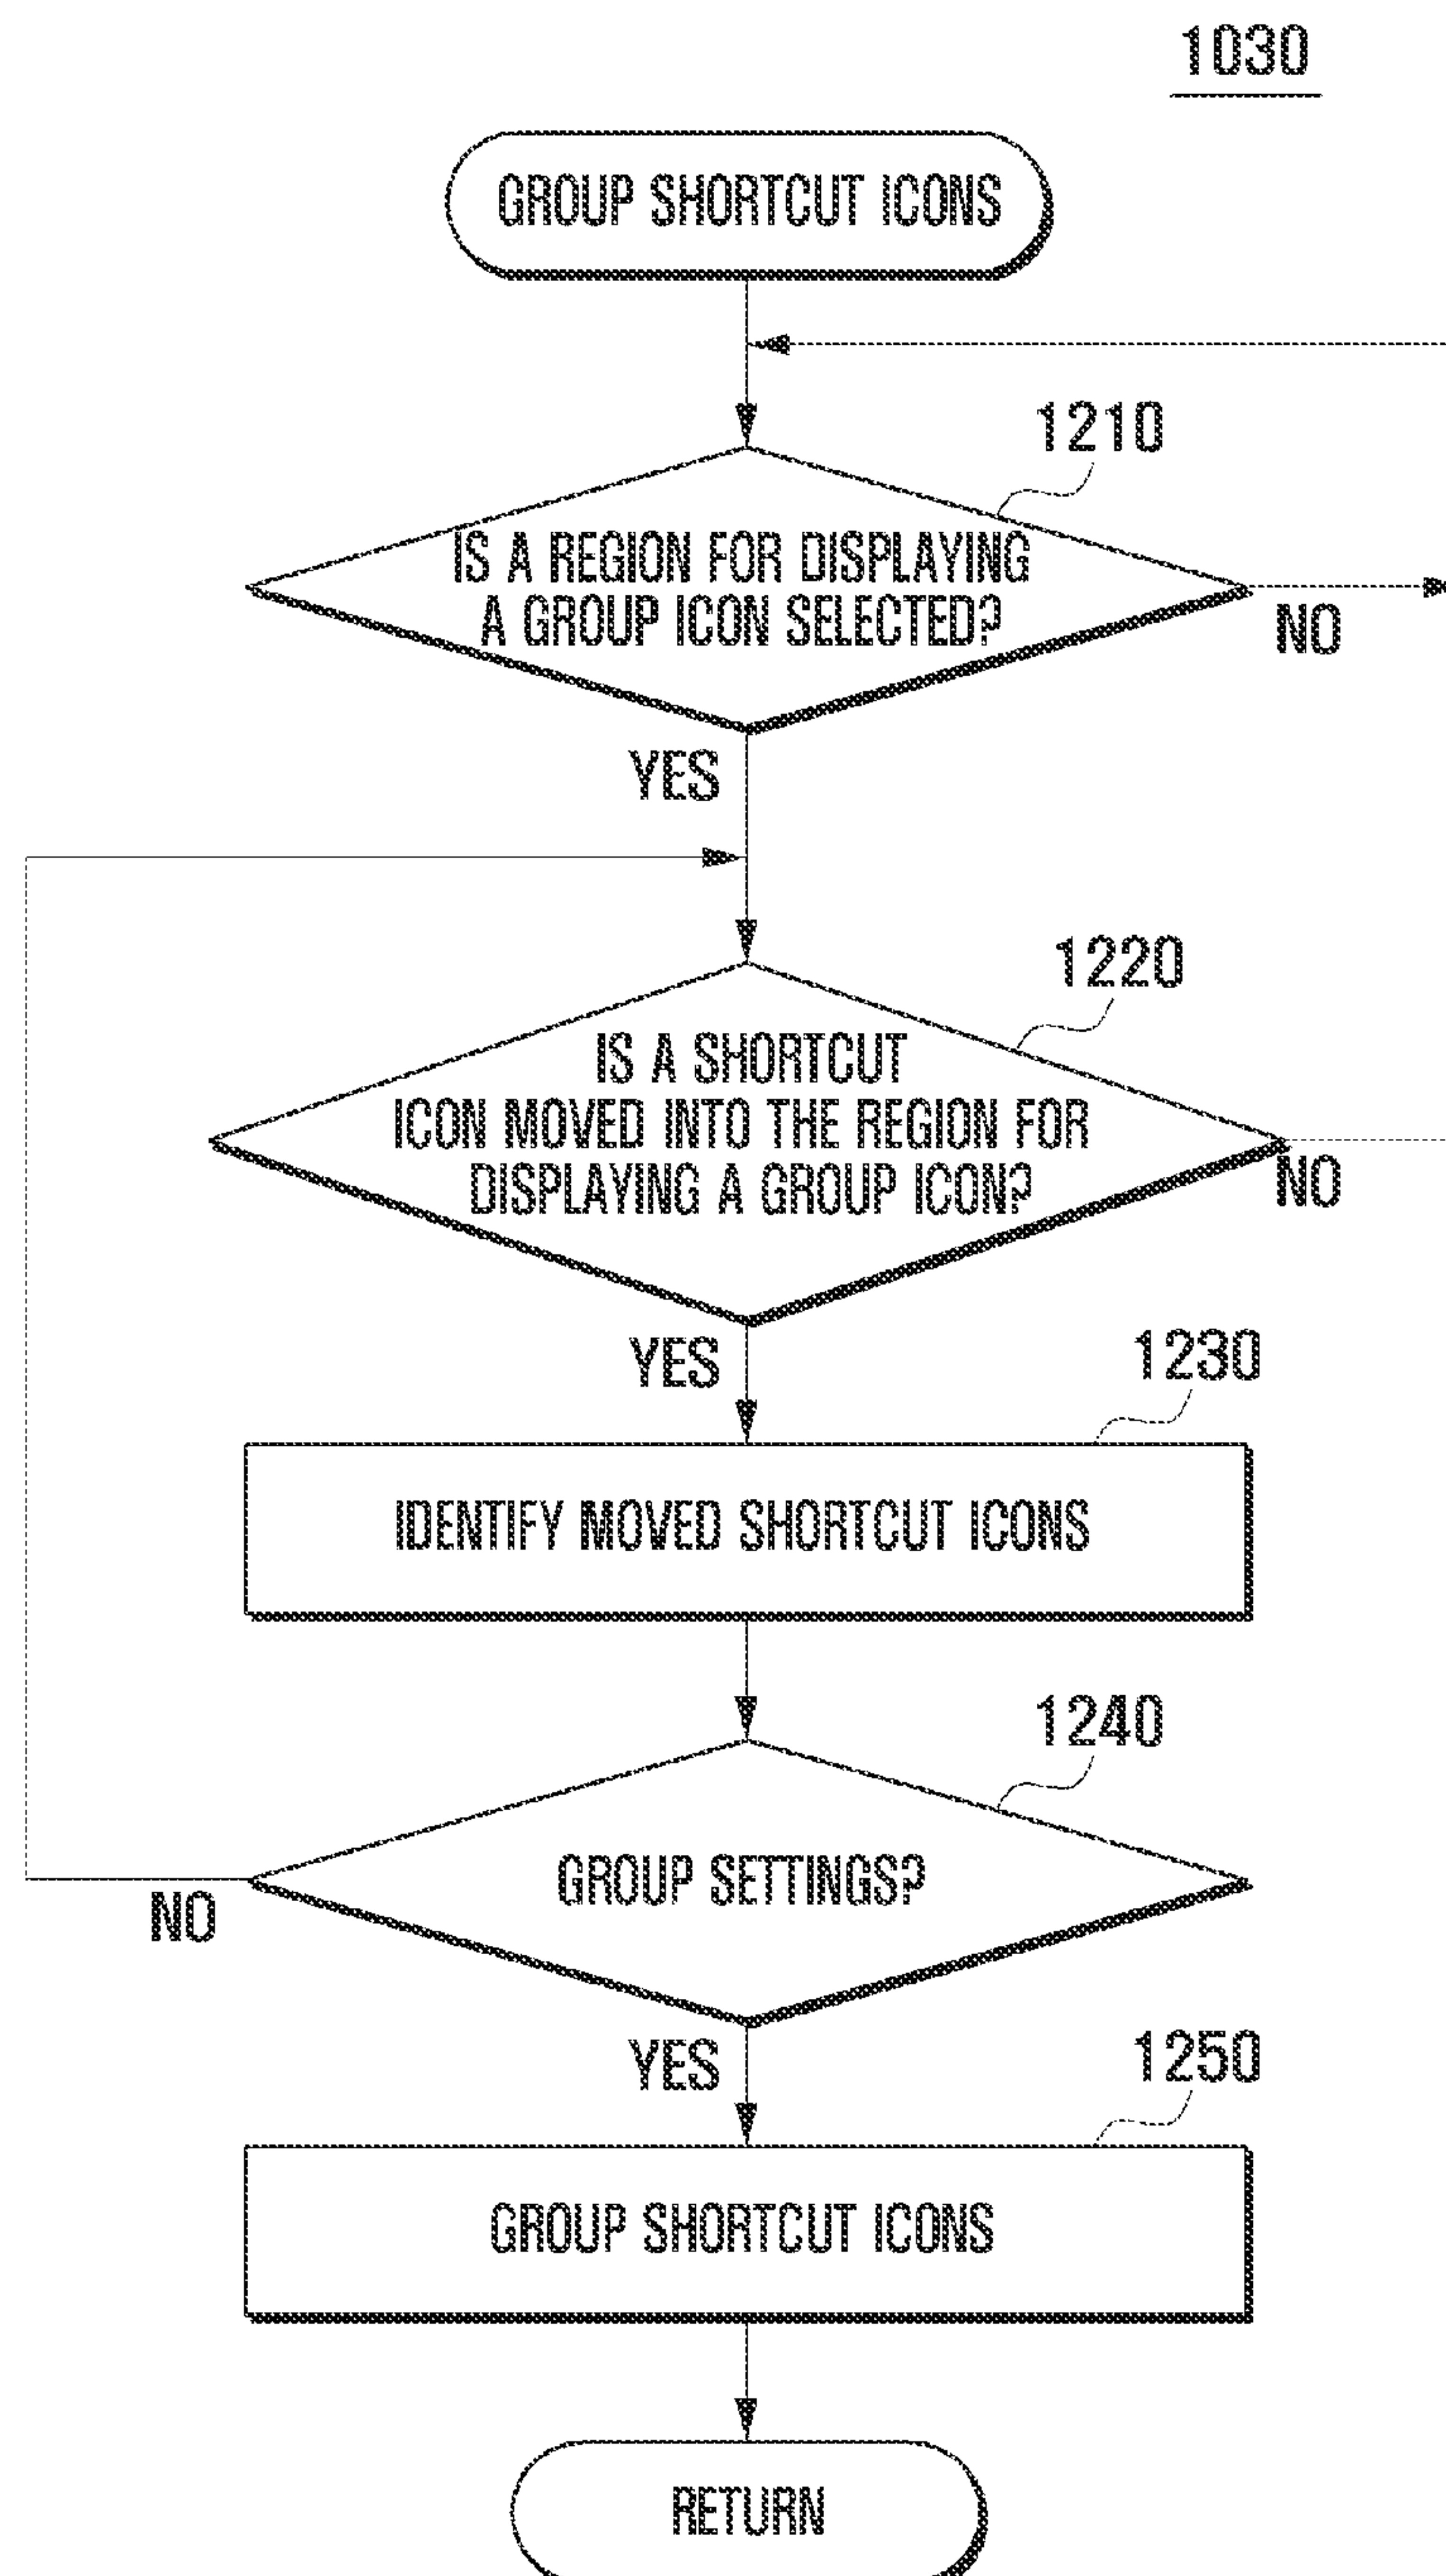 1030
GROUP SHORTCUT ICONS
1210
IS A REGION FOR DISPLAYING
A GROUP ICON SELECTED?
NO
YES
1220
IS A SHORTCUT
ICON MOVED INTO THE REGION FOR
DISPLAYING A GROUP ICON?
NO
YES
1230
IDENTIFY MOVED SHORTCUT ICONS
1240
GROUP SETTINGS?
NO
YES
1250
GROUP SHORTCUT ICONS
RETURN